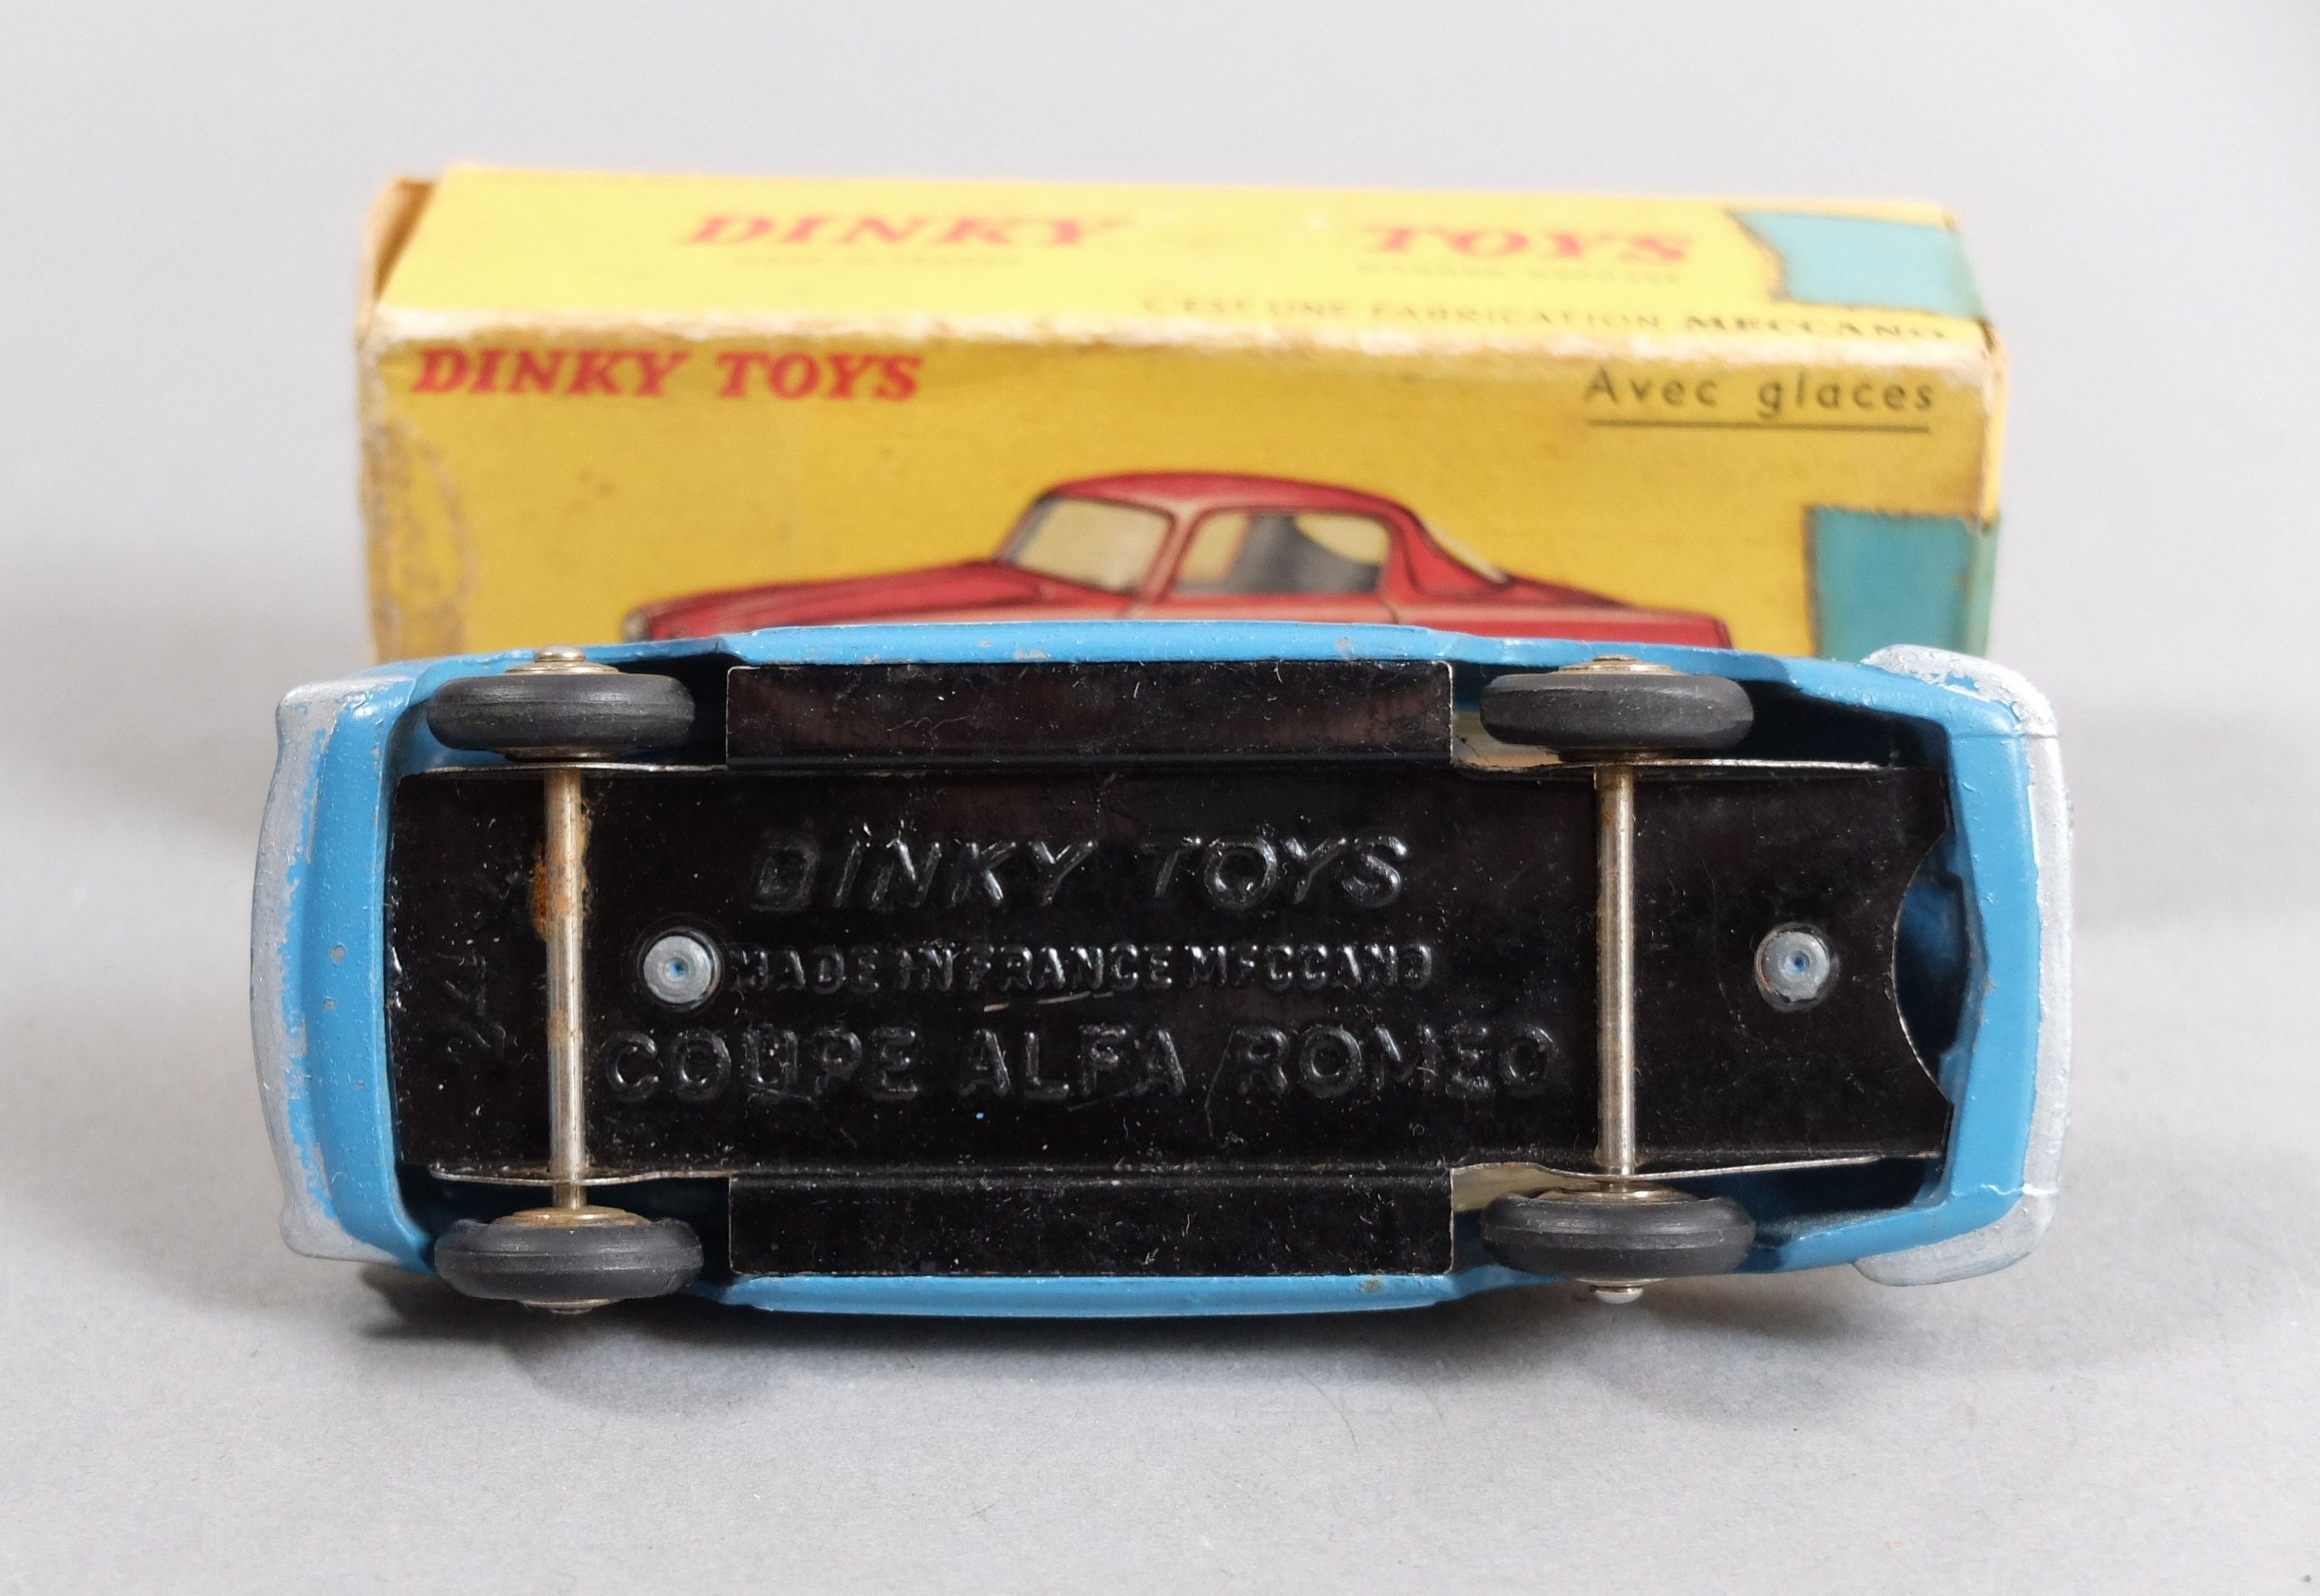 DINKY TOYS
C'EST UNE FABRICATION MECCANO
DINKY TOYS
Avec glaces
DINKY TOYS
MADE IN FRANCE MECCANO
COUPE ALFA ROMEO